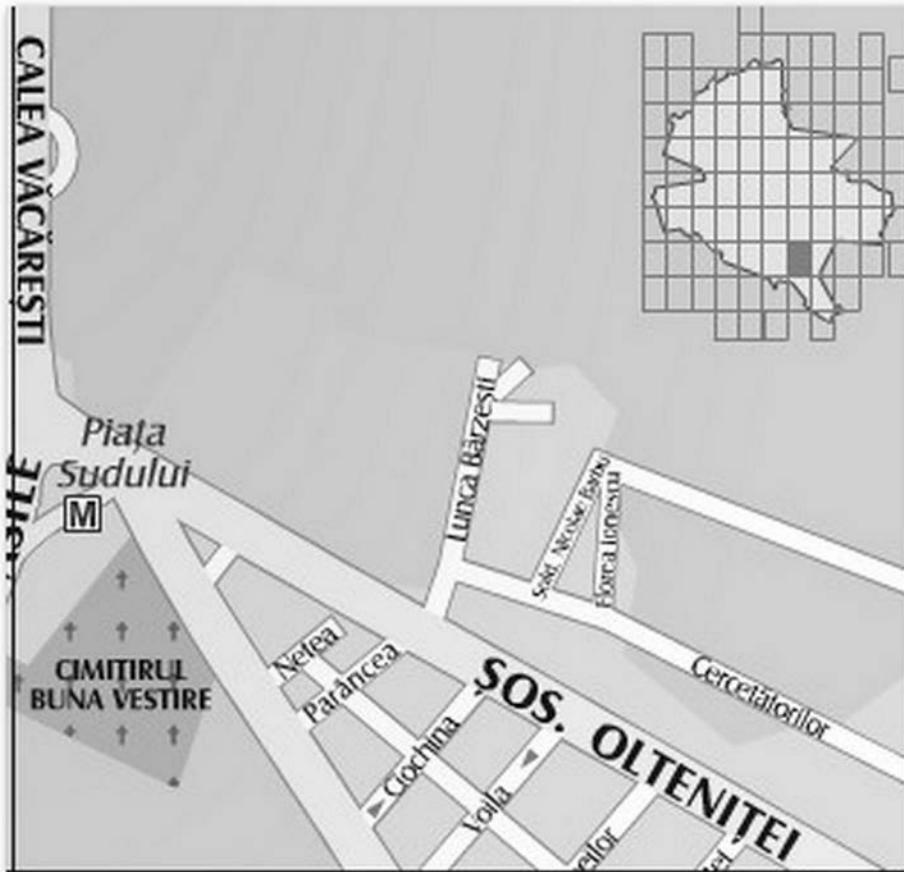 CALEA VĂCĂREȘTI
Piața
Sudului
M
Lunca Bârzești
Sold. Nicolae Barbu
Florea Ionescu
Cercetătorilor
CIMITIRUL
BUNA VESTIRE
Netea
Parâncea
Ciochina
Voila
ȘOS. OLTENIȚEI